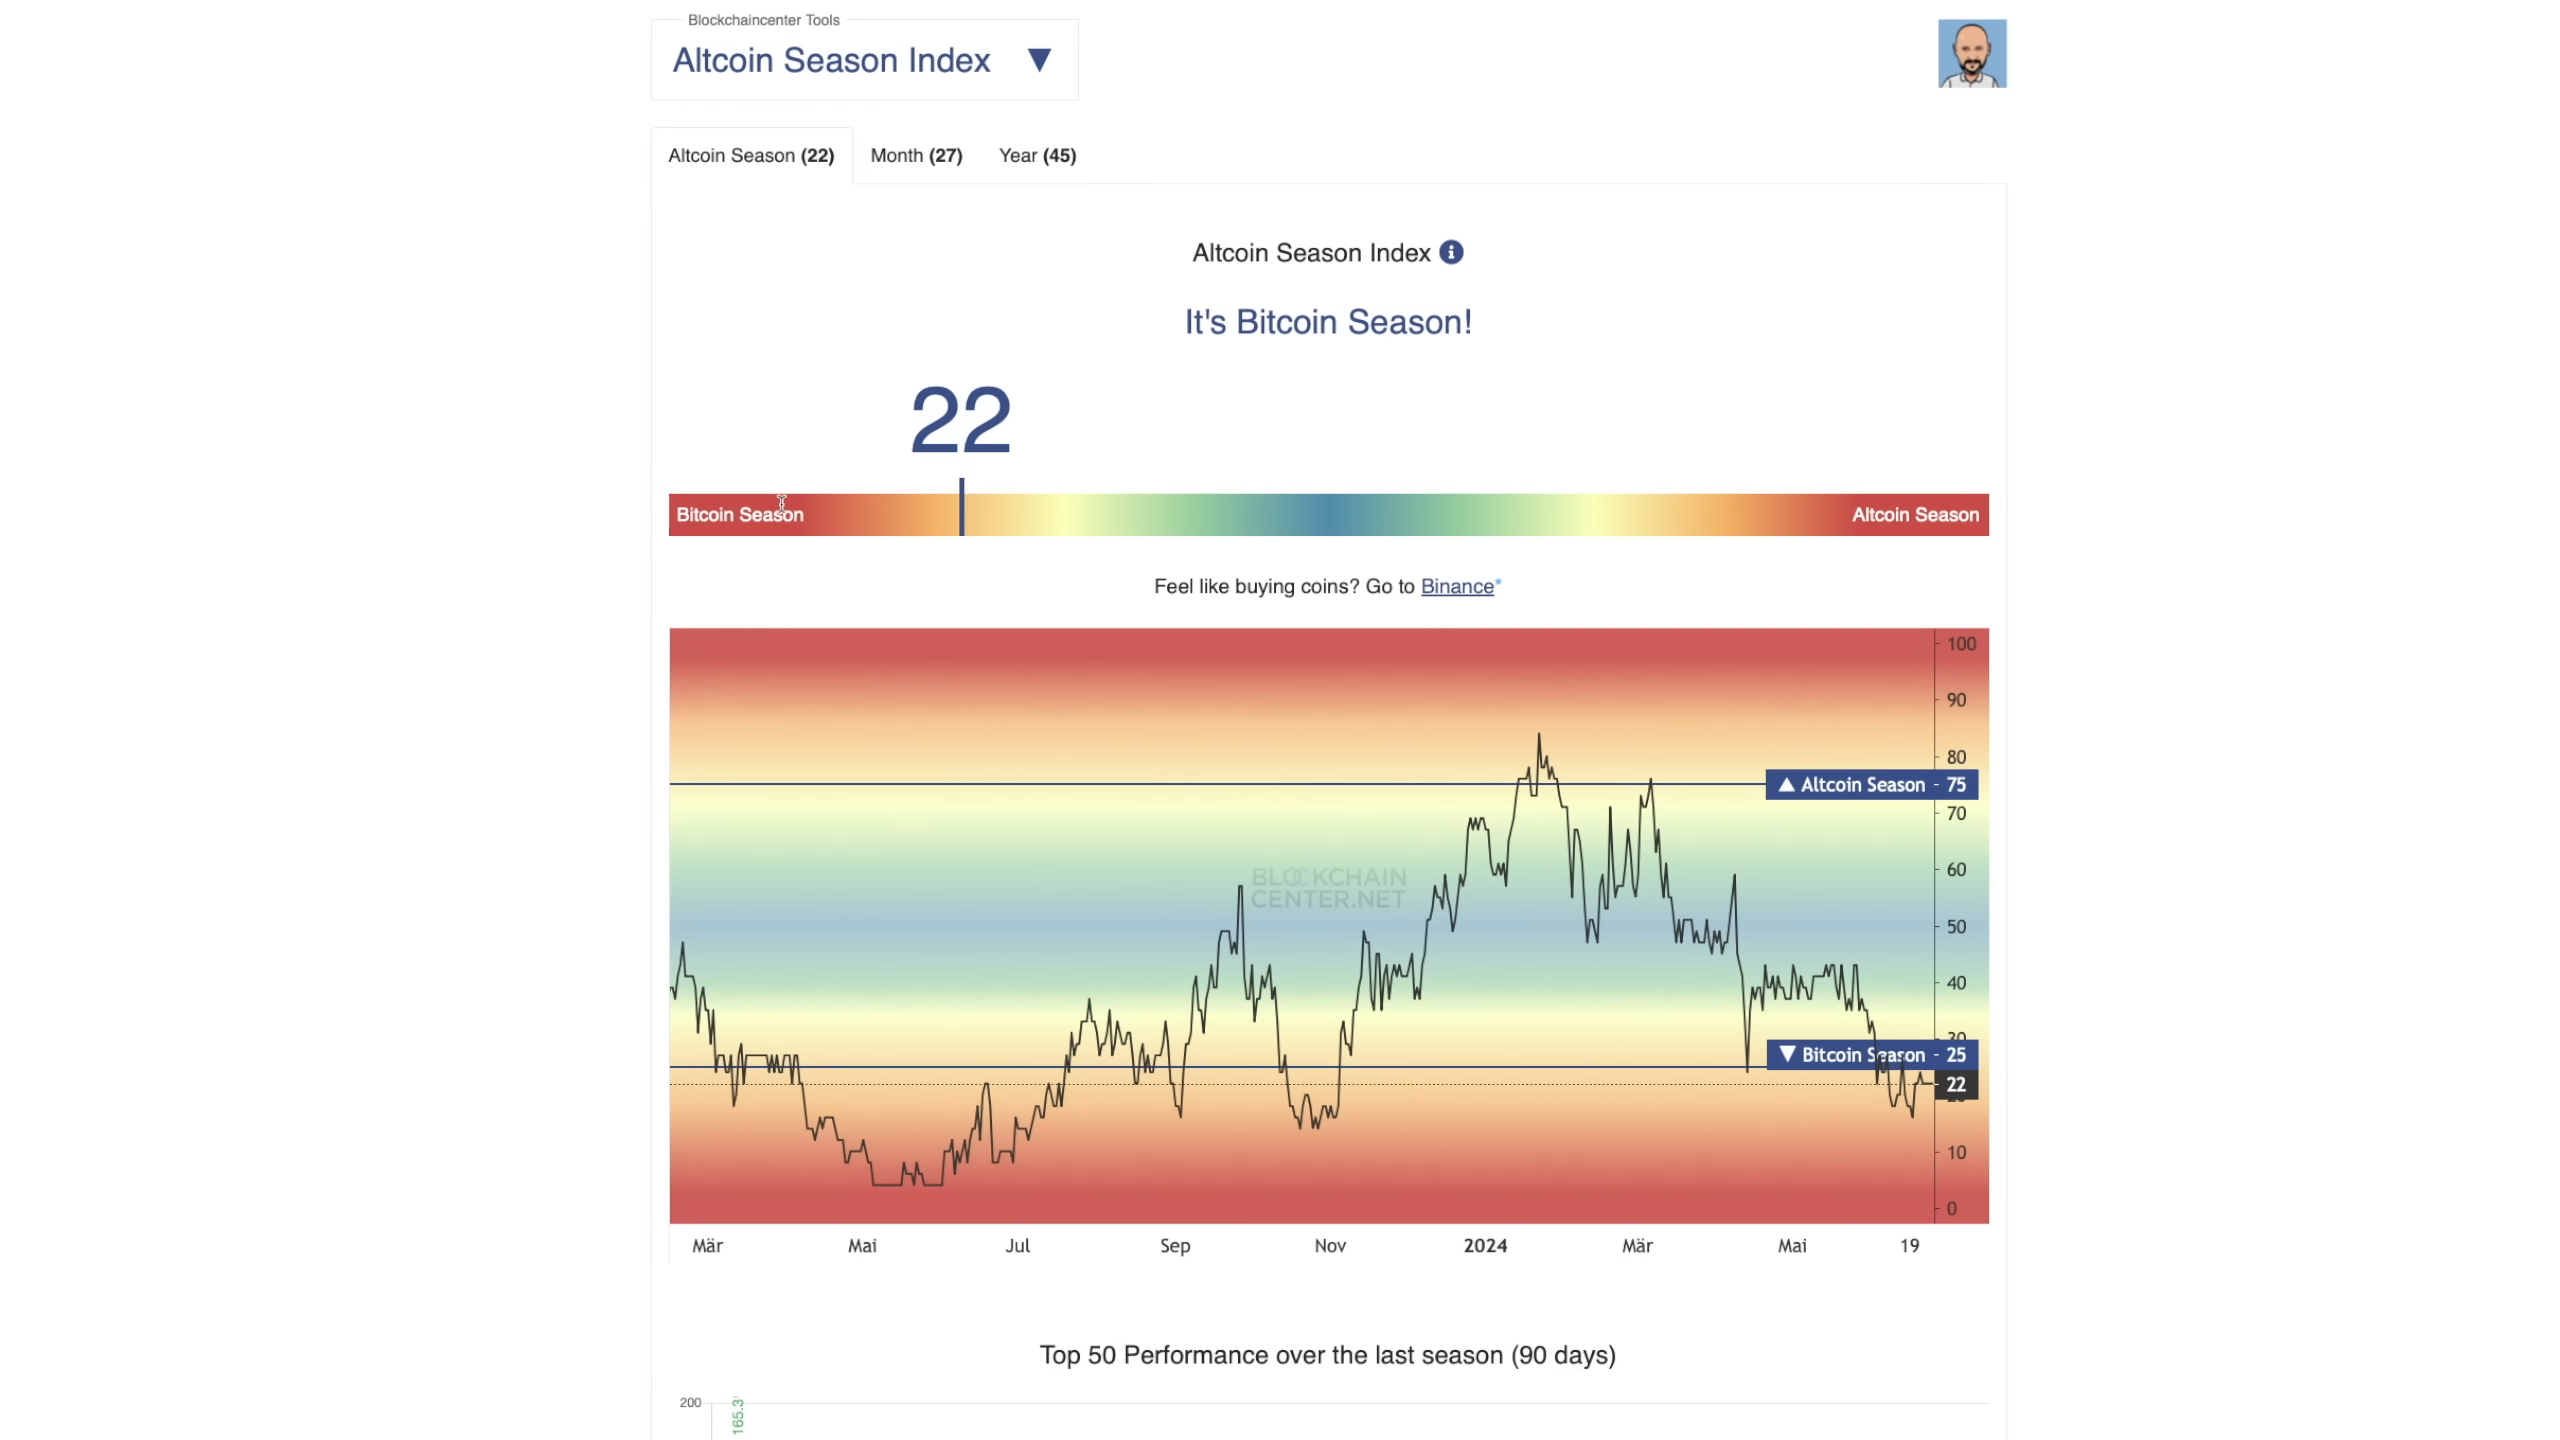 Blockchaincenter Tools
Altcoin Season Index ▼
Altcoin Season (22) Month (27) Year (45)
Altcoin Season Index
It's Bitcoin Season!
22
Bitcoin Season Altcoin Season
Feel like buying coins? Go to Binance*
100
90
80
▲ Altcoin Season - 75
70
BLOCKCHAIN
CENTER.NET
60
50
40
30
▼ Bitcoin Season - 25
22
10
0
Mär Mai Jul Sep Nov 2024 Mär Mai 19
Top 50 Performance over the last season (90 days)
200
165.3